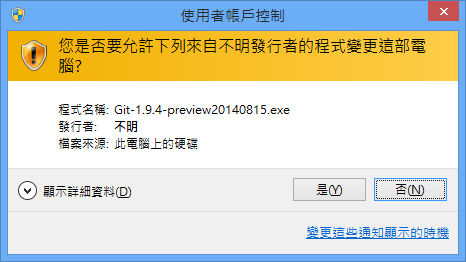 使用者帳戶控制
您是否要允許下列來自不明發行者的程式變更這部電
腦?
程式名稱: Git-1.9.4-preview20140815.exe
發行者: 不明
檔案來源: 此電腦上的硬碟
顯示詳細資料(D)
是(Y)
否(N)
變更這些通知顯示的時機